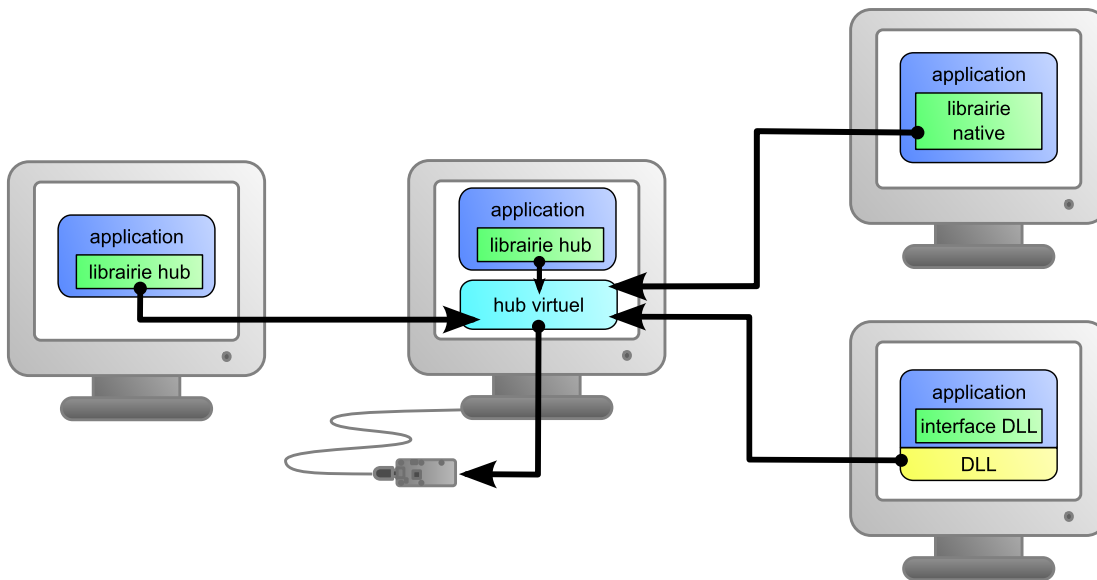 application
librairie hub
application
librairie hub
hub virtuel
application
librairie
native
application
interface DLL
DLL